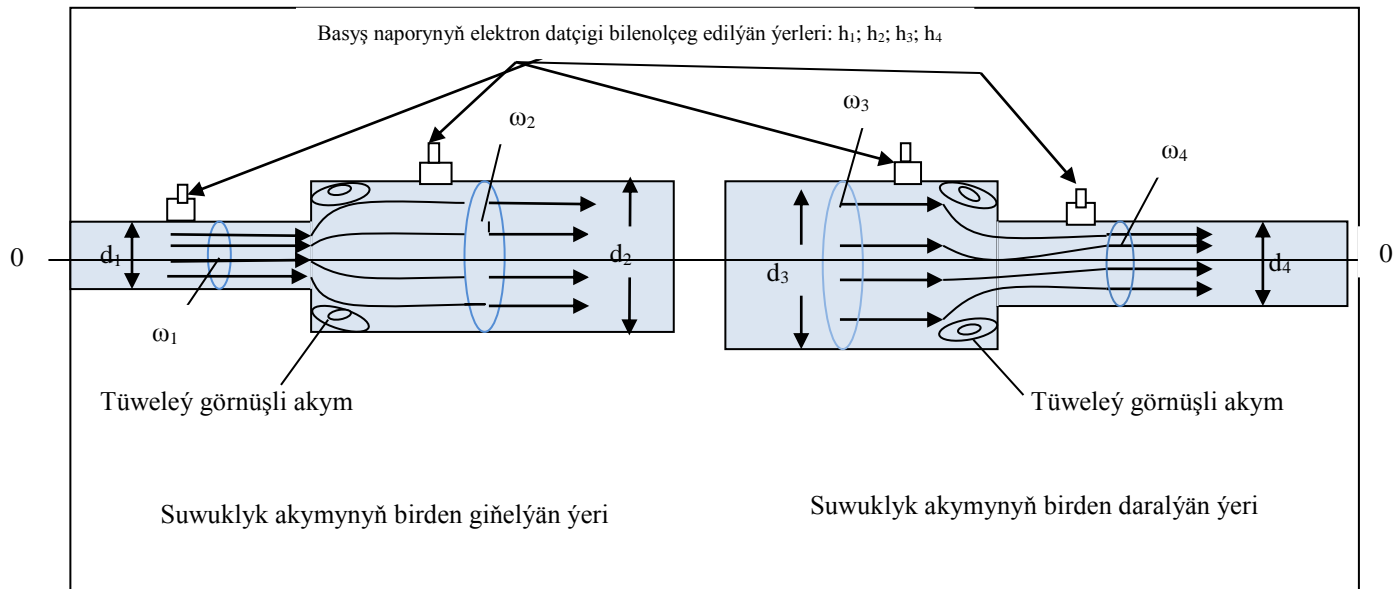 Basyş naporynyň elektron datçigi bilenolçeg edilýän ýerleri: h₁; h₂; h₃; h₄
ω₂
ω₃
ω₄
0
d₁
d₂
d₃
d₄
0
ω₁
Tüweleý görnüşli akym
Tüweleý görnüşli akym
Suwuklyk akymynyň birden giňelýän ýeri
Suwuklyk akymynyň birden daralýän ýeri